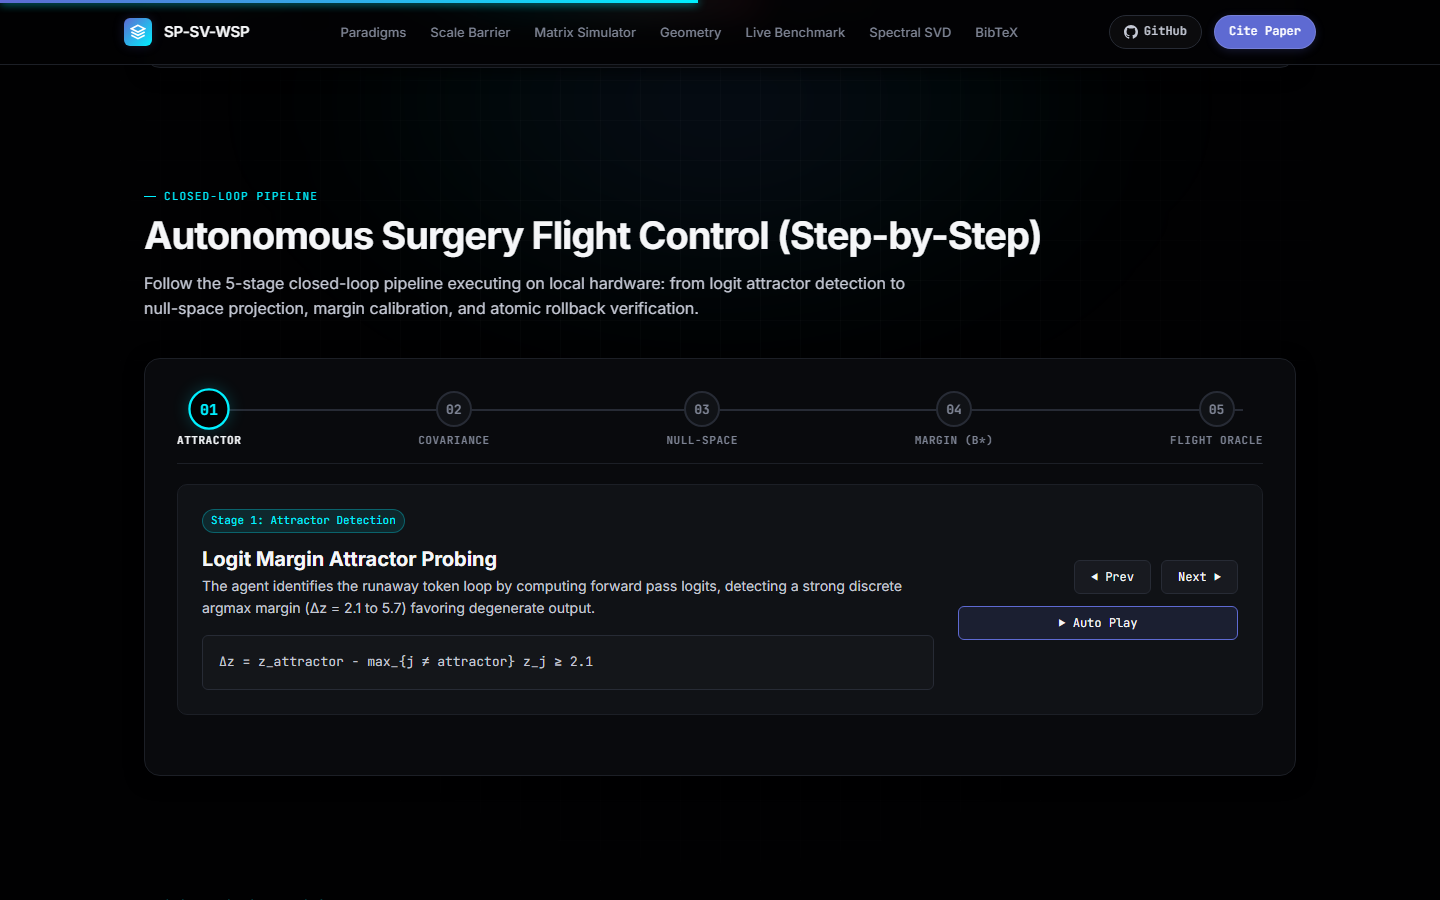 SP-SV-WSP
Paradigms
Scale Barrier
Matrix Simulator
Geometry
Live Benchmark
Spectral SVD
BibTeX
GitHub
Cite Paper
— CLOSED-LOOP PIPELINE
Autonomous Surgery Flight Control (Step-by-Step)
Follow the 5-stage closed-loop pipeline executing on local hardware: from logit attractor detection to
null-space projection, margin calibration, and atomic rollback verification.
01
02
03
04
05
ATTRACTOR
COVARIANCE
NULL-SPACE
MARGIN (B*)
FLIGHT ORACLE
Stage 1: Attractor Detection
Logit Margin Attractor Probing
The agent identifies the runaway token loop by computing forward pass logits, detecting a strong discrete
argmax margin (Δz = 2.1 to 5.7) favoring degenerate output.
Δz = z_attractor - max_{j ≠ attractor} z_j ≥ 2.1
◀ Prev
Next ▶
▶ Auto Play